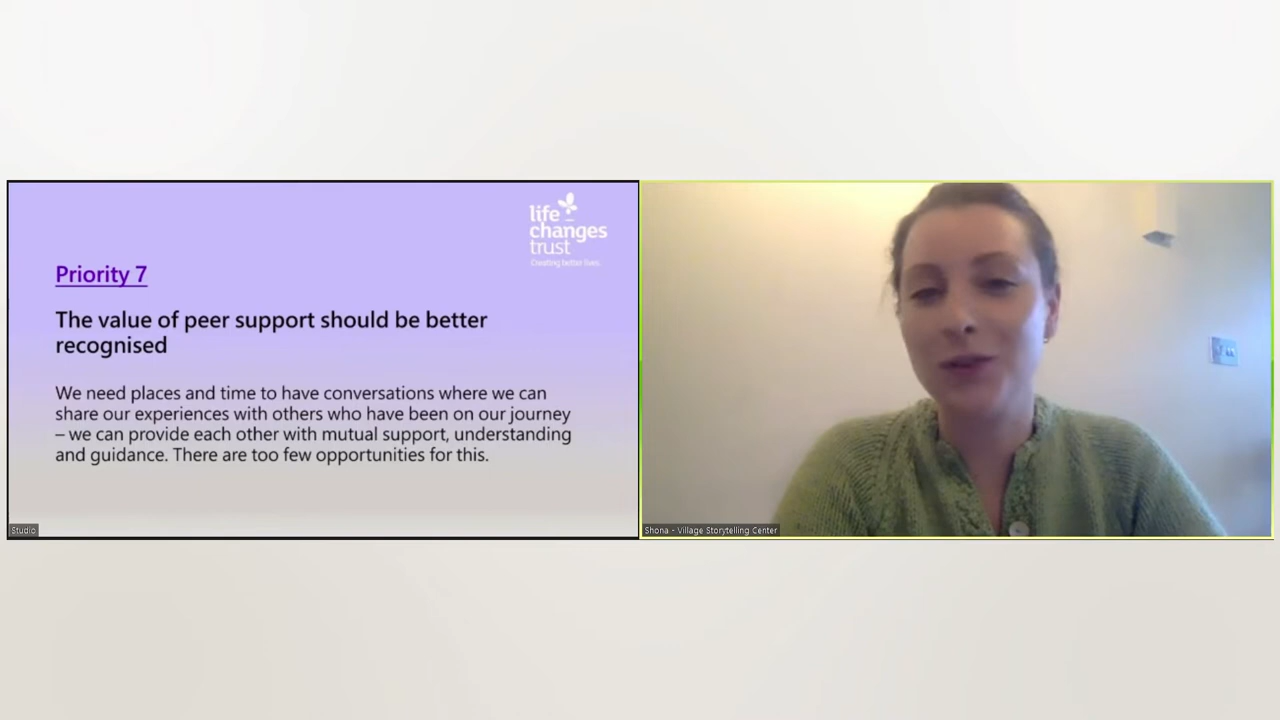 life
changes
trust
Creating better lives.
Priority 7
The value of peer support should be better
recognised
We need places and time to have conversations where we can
share our experiences with others who have been on our journey
– we can provide each other with mutual support, understanding
and guidance. There are too few opportunities for this.
Studio
Shona - Village Storytelling Center